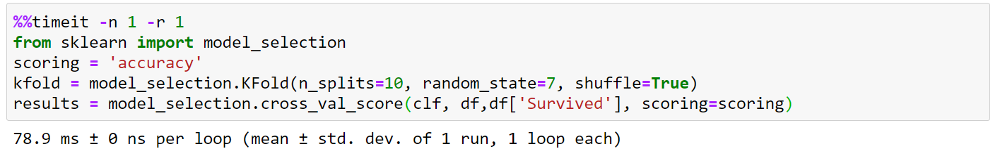 %%timeit -n 1 -r 1
from sklearn import model_selection
scoring = 'accuracy'
kfold = model_selection.KFold(n_splits=10, random_state=7, shuffle=True)
results = model_selection.cross_val_score(clf, df,df['Survived'], scoring=scoring)
78.9 ms ± 0 ns per loop (mean ± std. dev. of 1 run, 1 loop each)